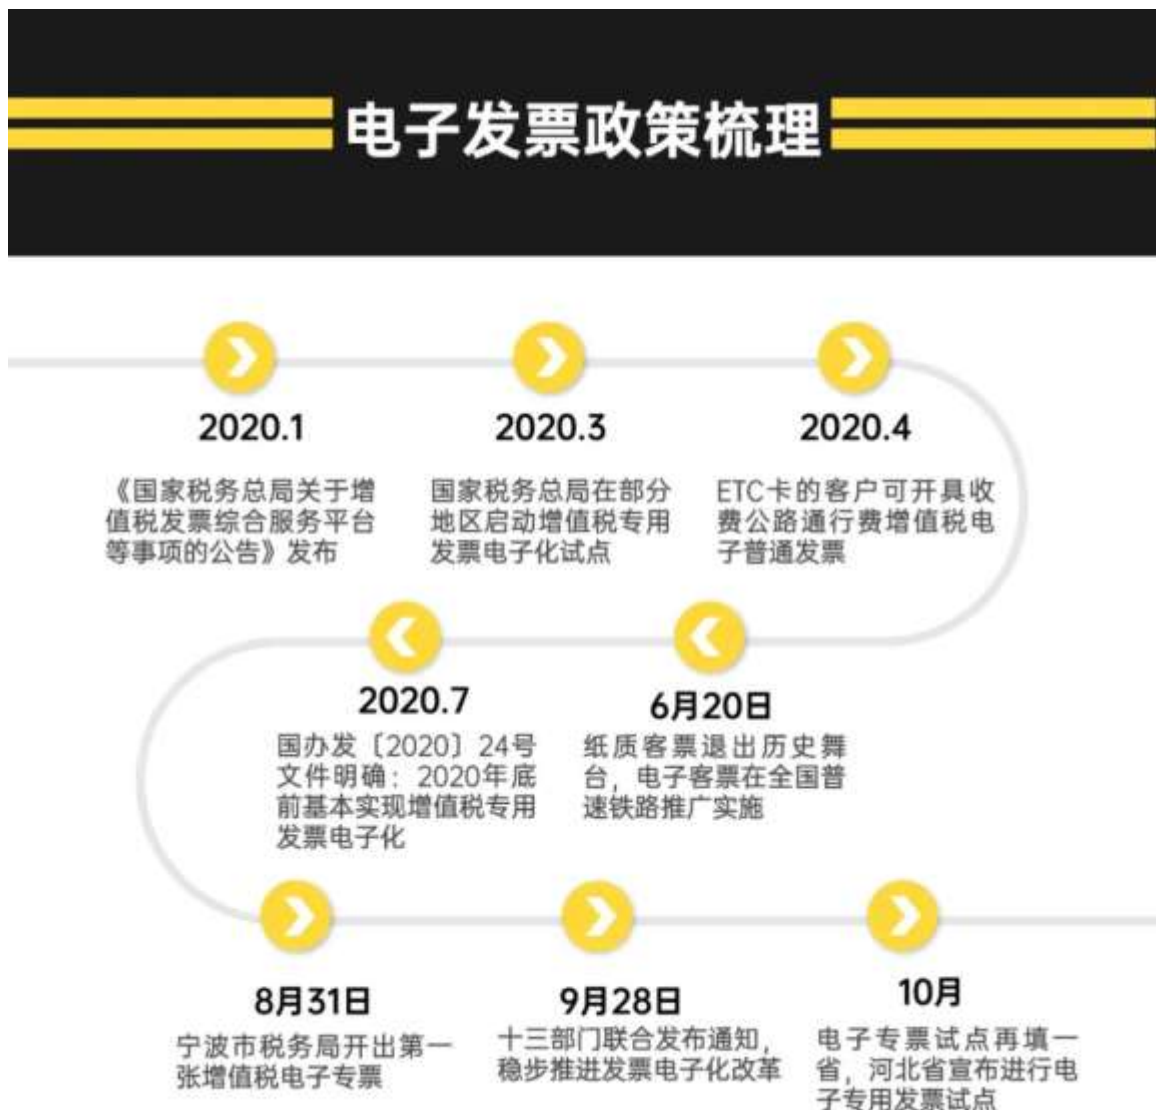 电子发票政策梳理
2020.1
《国家税务总局关于增
值税发票综合服务平台
等事项的公告》发布
2020.3
国家税务总局在部分
地区启动增值税专用
发票电子化试点
2020.4
ETC卡的客户可开具收
费公路通行费增值税电
子普通发票
6月20日
纸质客票退出历史舞
台，电子客票在全国普
速铁路推广实施
2020.7
国办发〔2020〕24号
文件明确：2020年底
前基本实现增值税专用
发票电子化
8月31日
宁波市税务局开出第一
张增值税电子专票
9月28日
十三部门联合发布通知，
稳步推进发票电子化改革
10月
电子专票试点再填一
省，河北省宣布进行电
子专用发票试点